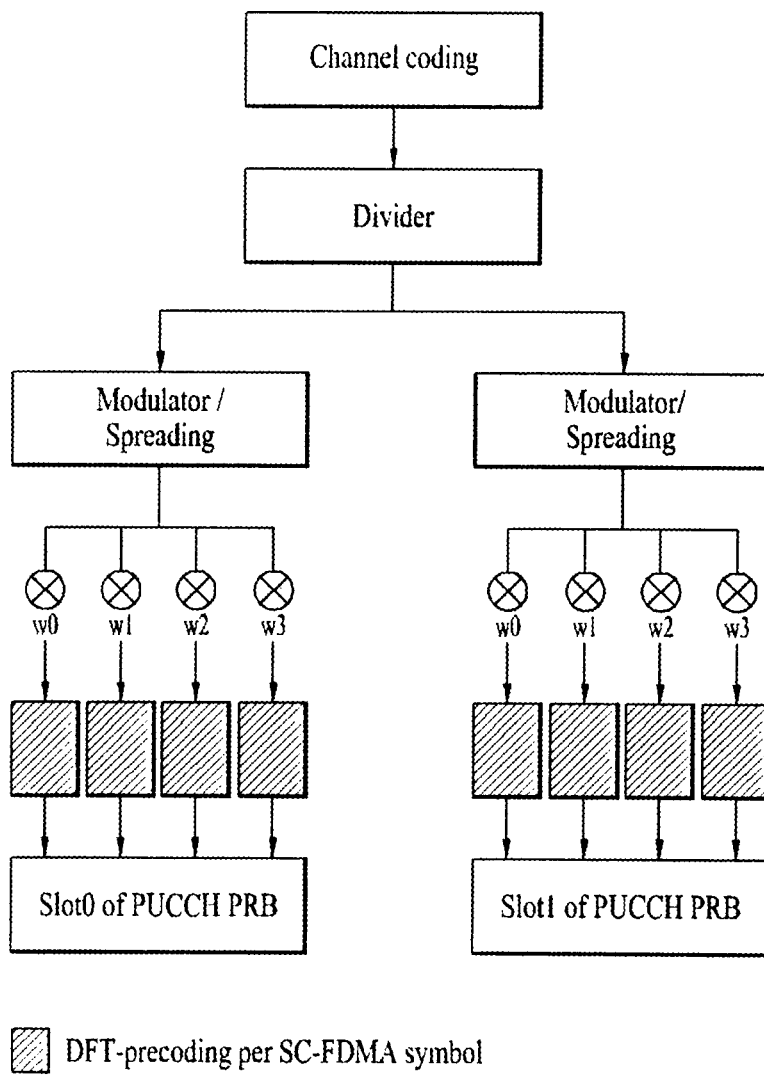 Channel coding
Divider
Modulator /
Spreading
Modulator/
Spreading
w0 w1 w2 w3
w0 w1 w2 w3
Slot0 of PUCCH PRB
Slot1 of PUCCH PRB
DFT-precoding per SC-FDMA symbol